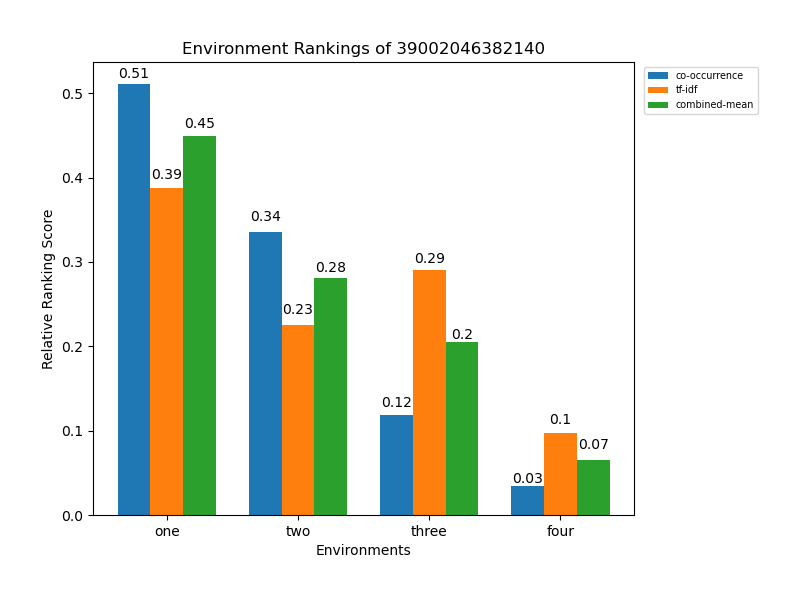 Environment Rankings of 39002046382140
co-occurrence
tf-idf
combined-mean
Relative Ranking Score
0.5
0.4
0.3
0.2
0.1
0.0
0.51
0.39
0.45
0.34
0.23
0.28
0.12
0.29
0.2
0.03
0.1
0.07
one two three four
Environments